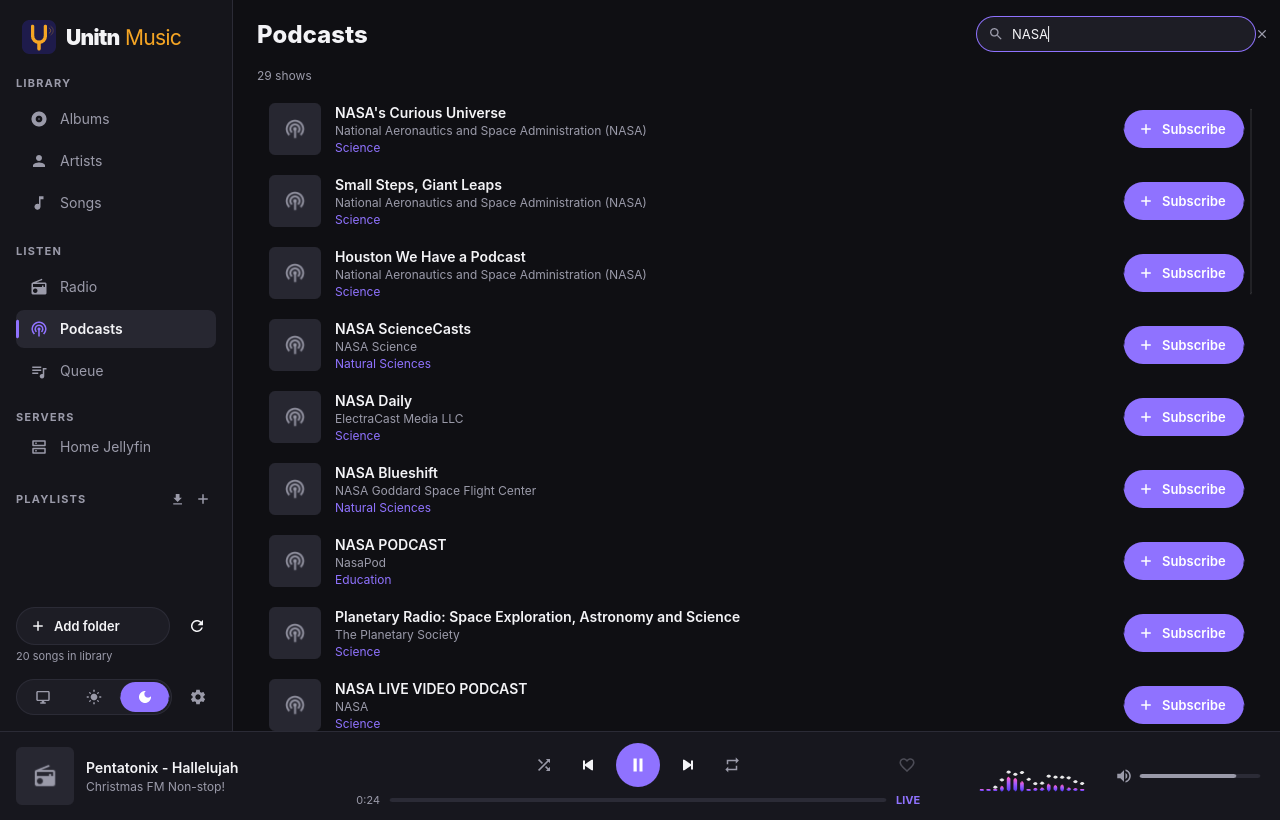 Unitn Music
LIBRARY
Albums
Artists
Songs
LISTEN
Radio
Podcasts
Queue
SERVERS
Home Jellyfin
PLAYLISTS
Add folder
20 songs in library
Podcasts
NASA
29 shows
NASA's Curious Universe
National Aeronautics and Space Administration (NASA)
Science
Subscribe
Small Steps, Giant Leaps
National Aeronautics and Space Administration (NASA)
Science
Subscribe
Houston We Have a Podcast
National Aeronautics and Space Administration (NASA)
Science
Subscribe
NASA ScienceCasts
NASA Science
Natural Sciences
Subscribe
NASA Daily
ElectraCast Media LLC
Science
Subscribe
NASA Blueshift
NASA Goddard Space Flight Center
Natural Sciences
Subscribe
NASA PODCAST
NasaPod
Education
Subscribe
Planetary Radio: Space Exploration, Astronomy and Science
The Planetary Society
Science
Subscribe
NASA LIVE VIDEO PODCAST
NASA
Science
Subscribe
Pentatonix - Hallelujah
Christmas FM Non-stop!
0:24
LIVE